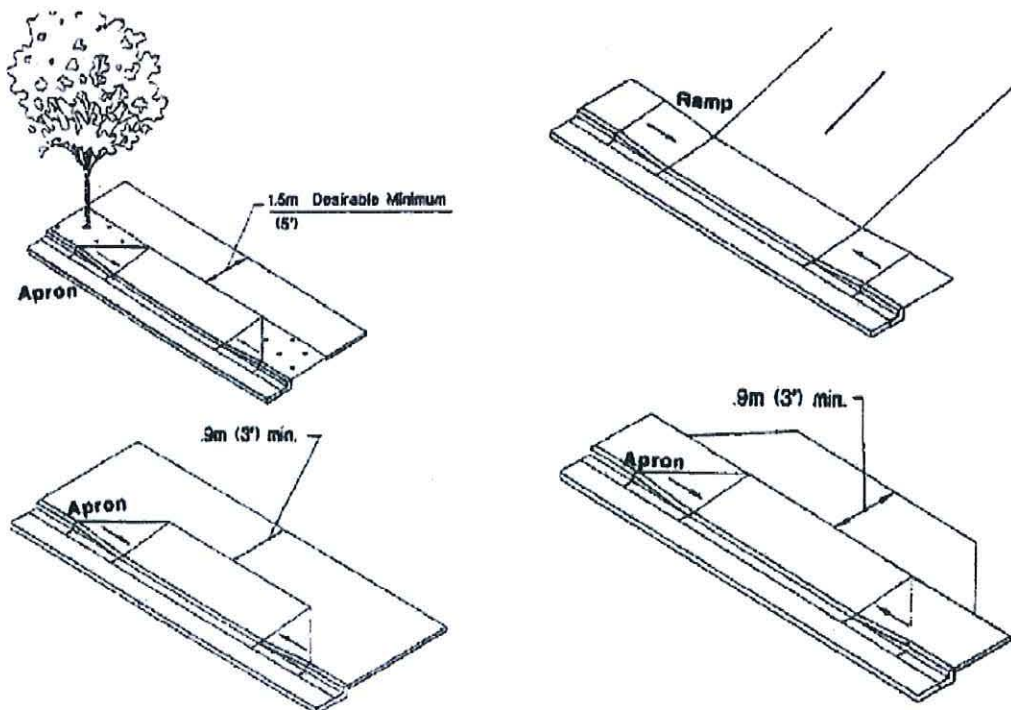 1.5m Desirable Minimum
(5')
Apron
Ramp
.9m (3') min.
Apron
.9m (3') min.
Apron